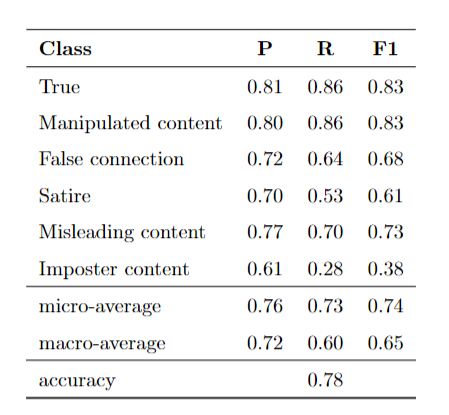 Class P R F1
True 0.81 0.86 0.83
Manipulated content 0.80 0.86 0.83
False connection 0.72 0.64 0.68
Satire 0.70 0.53 0.61
Misleading content 0.77 0.70 0.73
Imposter content 0.61 0.28 0.38
micro-average 0.76 0.73 0.74
macro-average 0.72 0.60 0.65
accuracy 0.78